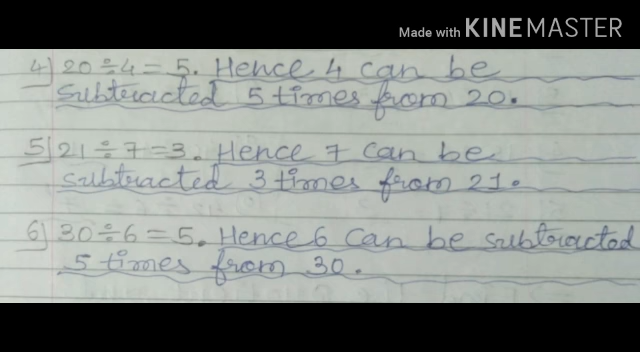 Made with KINEMASTER
4) 20÷4 = 5. Hence 4 can be
subtracted 5 times from 20.
5) 21÷7=3. Hence 7 can be
subtracted 3 times from 21.
6) 30÷6=5. Hence 6 can be subtracted
5 times from 30.